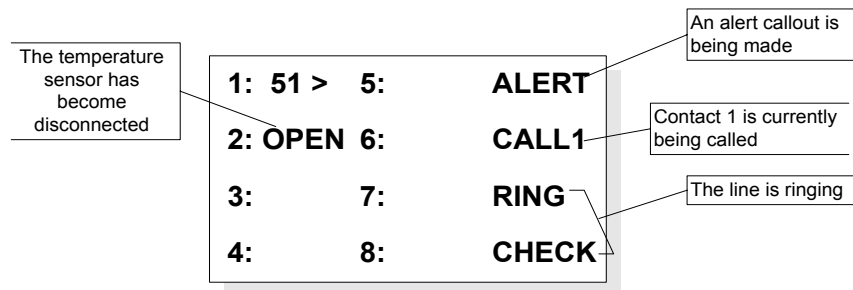 An alert callout is
being made
The temperature
sensor has
become
disconnected
1: 51 > 5: ALERT
2: OPEN 6: CALL1
Contact 1 is currently
being called
3: 7: RING
The line is ringing
4: 8: CHECK